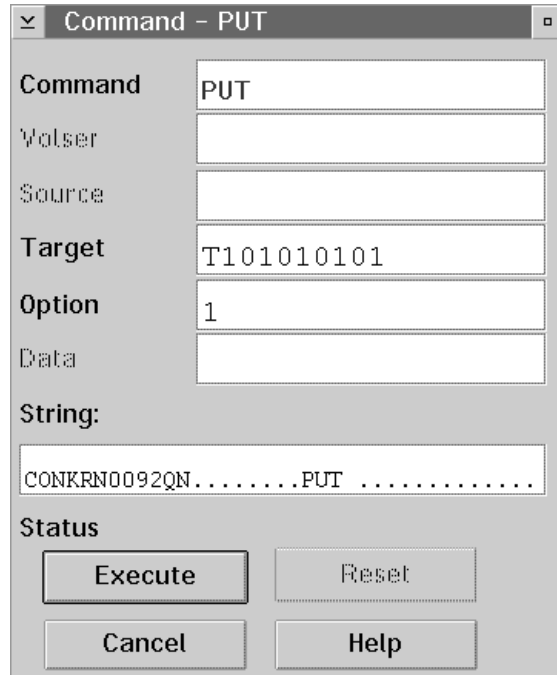 Command - PUT
Command PUT
Volser
Source
Target T101010101
Option 1
Data
String:
CONKRN0092QN........PUT .............
Status
Execute Reset
Cancel Help